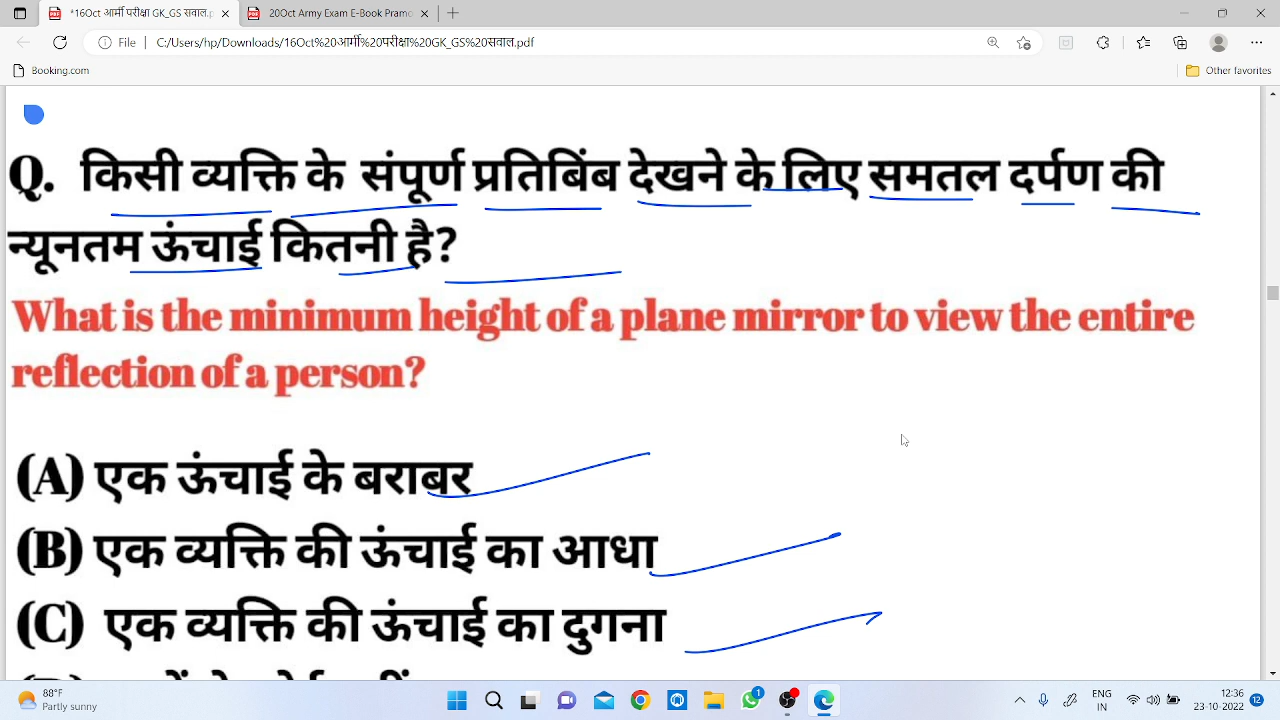 *16Oct आर्मी परीक्षा GK_GS सवाल.p
20Oct Army Exam E-Book Pramo
File
C:/Users/hp/Downloads/16Oct%20आर्मी%20परीक्षा%20GK_GS%20सवाल.pdf
Booking.com
Other favorites
Q. किसी व्यक्ति के संपूर्ण प्रतिबिंब देखने के लिए समतल दर्पण की
न्यूनतम ऊंचाई कितनी है?
What is the minimum height of a plane mirror to view the entire
reflection of a person?
(A) एक ऊंचाई के बराबर
(B) एक व्यक्ति की ऊंचाई का आधा
(C) एक व्यक्ति की ऊंचाई का दुगना
88°F
Partly sunny
1
ENG
IN
1:36
23-10-2022
12